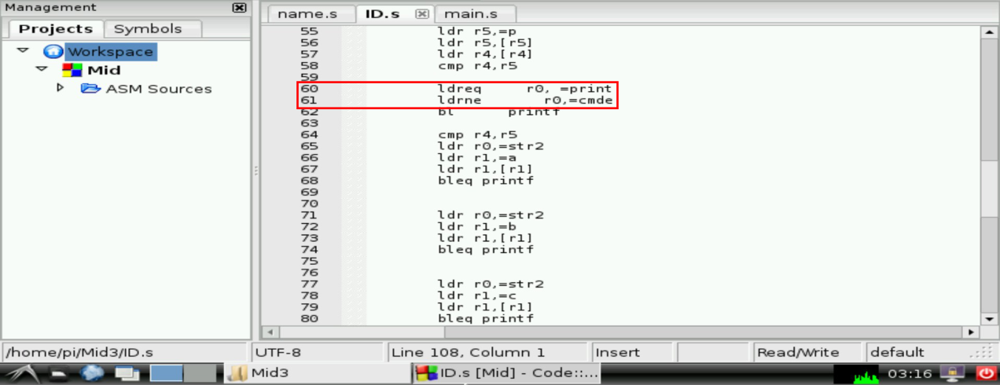 Management
Projects Symbols
Workspace
Mid
ASM Sources
name.s ID.s main.s
55 ldr r5,=p
56 ldr r5,[r5]
57 ldr r4,[r4]
58 cmp r4,r5
59
60 ldreq r0, =print
61 ldrne r0,=cmde
62 bl printf
63
64 cmp r4,r5
65 ldr r0,=str2
66 ldr r1,=a
67 ldr r1,[r1]
68 bleq printf
69
70
71 ldr r0,=str2
72 ldr r1,=b
73 ldr r1,[r1]
74 bleq printf
75
76
77 ldr r0,=str2
78 ldr r1,=c
79 ldr r1,[r1]
80 bleq printf
/home/pi/Mid3/ID.s UTF-8 Line 108, Column 1 Insert Read/Write default
Mid3 ID.s [Mid] - Code::... 03:16